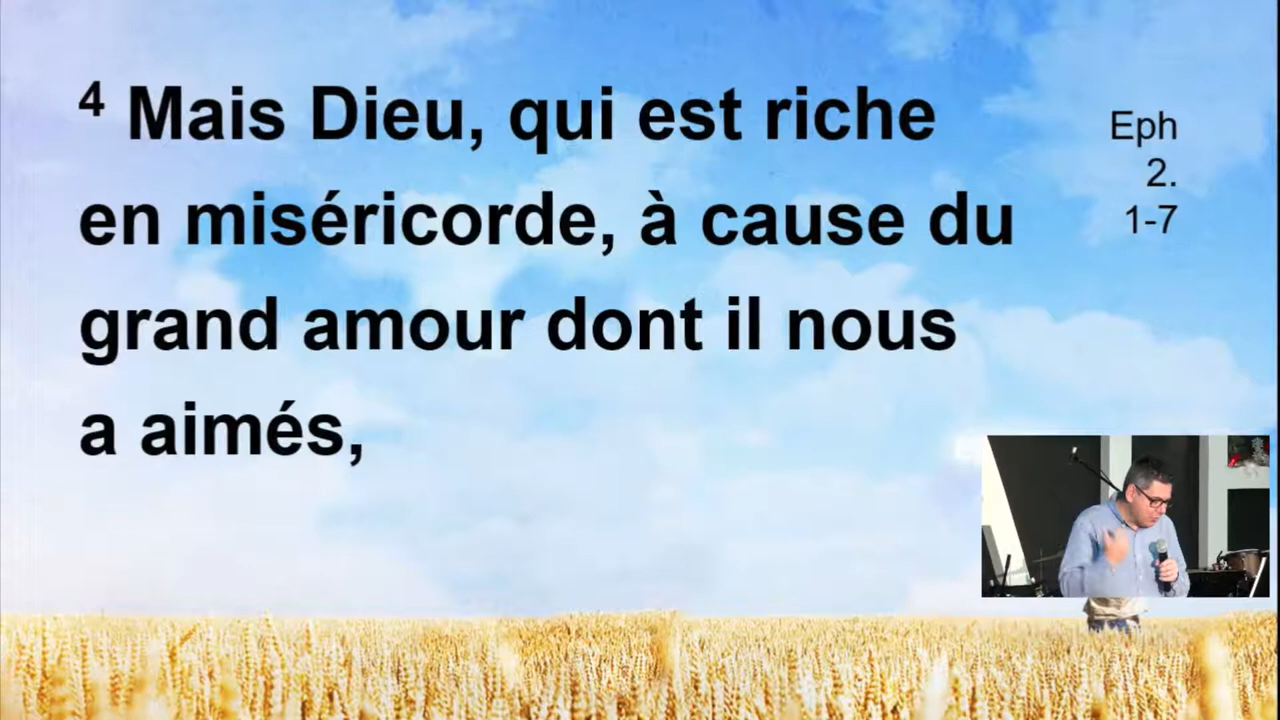 4 Mais Dieu, qui est riche
en miséricorde, à cause du
grand amour dont il nous
a aimés,
Eph
2.
1-7